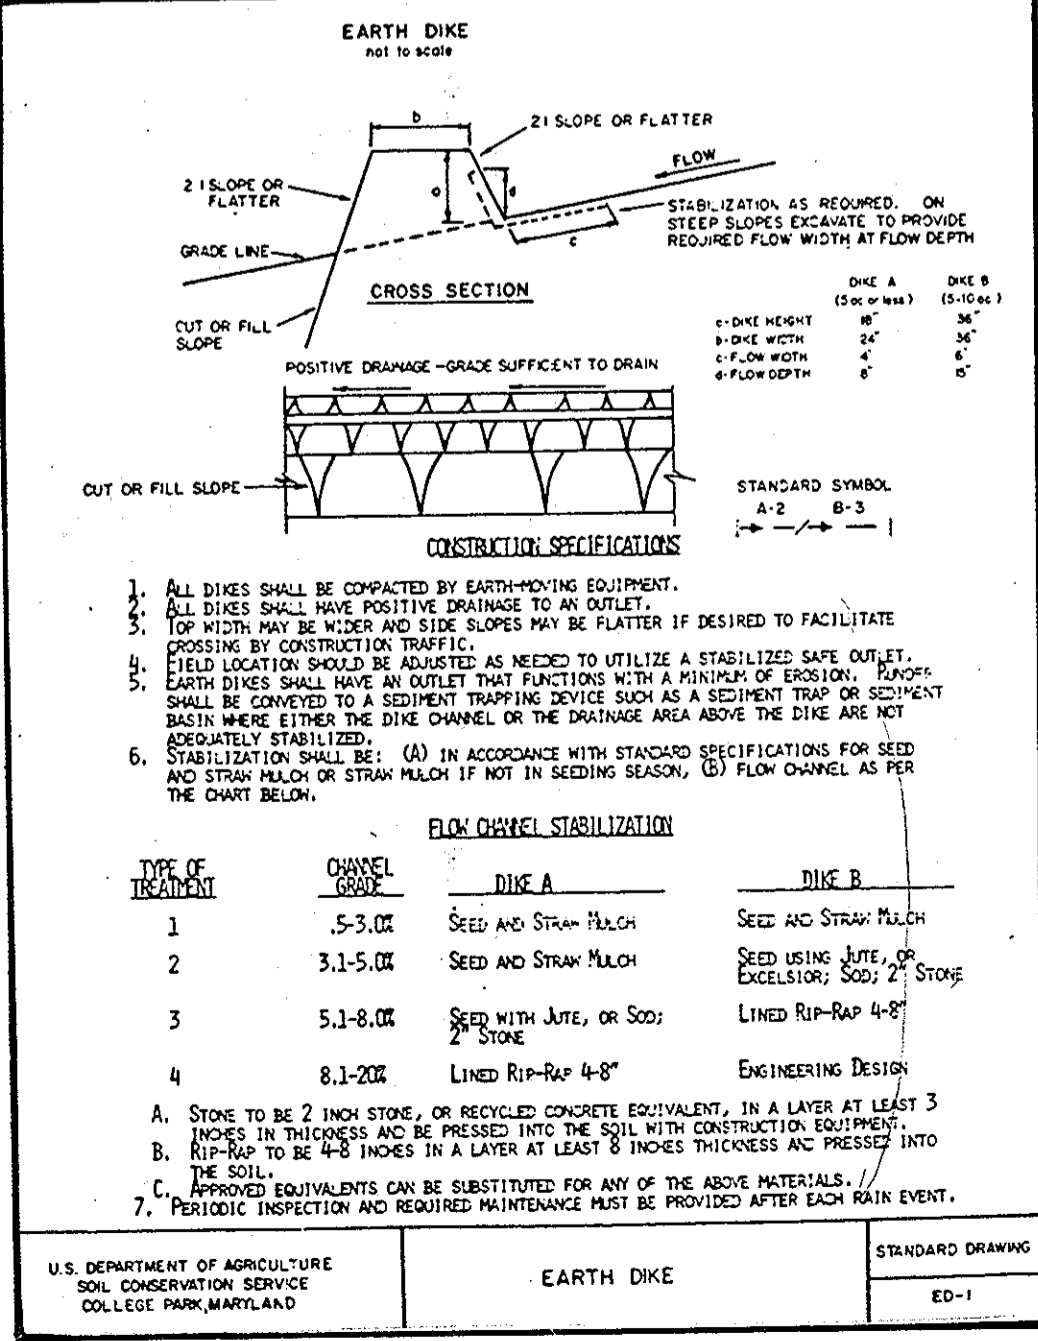 EARTH DIKE
not to scale
b
2 1 SLOPE OR FLATTER
FLOW
2 1 SLOPE OR
FLATTER
a
d
STABILIZATION AS REQUIRED. ON
STEEP SLOPES EXCAVATE TO PROVIDE
REQUIRED FLOW WIDTH AT FLOW DEPTH
c
GRADE LINE
CROSS SECTION
CUT OR FILL
SLOPE
DIKE A DIKE B
(5 ac or less) (5-10 ac)
a-DIKE HEIGHT 18" 36"
b-DIKE WIDTH 24" 36"
c-FLOW WIDTH 4' 6'
d-FLOW DEPTH 8" 15"
POSITIVE DRAINAGE - GRADE SUFFICIENT TO DRAIN
CUT OR FILL SLOPE
STANDARD SYMBOL
A-2 B-3
CONSTRUCTION SPECIFICATIONS
1. ALL DIKES SHALL BE COMPACTED BY EARTH-MOVING EQUIPMENT.
2. ALL DIKES SHALL HAVE POSITIVE DRAINAGE TO AN OUTLET.
3. TOP WIDTH MAY BE WIDER AND SIDE SLOPES MAY BE FLATTER IF DESIRED TO FACILITATE
CROSSING BY CONSTRUCTION TRAFFIC.
4. FIELD LOCATION SHOULD BE ADJUSTED AS NEEDED TO UTILIZE A STABILIZED SAFE OUTLET.
5. EARTH DIKES SHALL HAVE AN OUTLET THAT FUNCTIONS WITH A MINIMUM OF EROSION. RUNOFF
SHALL BE CONVEYED TO A SEDIMENT TRAPPING DEVICE SUCH AS A SEDIMENT TRAP OR SEDIMENT
BASIN WHERE EITHER THE DIKE CHANNEL OR THE DRAINAGE AREA ABOVE THE DIKE ARE NOT
ADEQUATELY STABILIZED.
6. STABILIZATION SHALL BE: (A) IN ACCORDANCE WITH STANDARD SPECIFICATIONS FOR SEED
AND STRAW MULCH OR STRAW MULCH IF NOT IN SEEDING SEASON, (B) FLOW CHANNEL AS PER
THE CHART BELOW.
FLOW CHANNEL STABILIZATION
TYPE OF TREATMENT CHANNEL GRADE DIKE A DIKE B
1 .5-3.0% SEED AND STRAW MULCH SEED AND STRAW MULCH
2 3.1-5.0% SEED AND STRAW MULCH SEED USING JUTE, OR
EXCELSIOR; SOD; 2" STONE
3 5.1-8.0% SEED WITH JUTE, OR SOD; LINED RIP-RAP 4-8"
2" STONE
4 8.1-20% LINED RIP-RAP 4-8" ENGINEERING DESIGN
A. STONE TO BE 2 INCH STONE, OR RECYCLED CONCRETE EQUIVALENT, IN A LAYER AT LEAST 3
INCHES IN THICKNESS AND BE PRESSED INTO THE SOIL WITH CONSTRUCTION EQUIPMENT.
B. RIP-RAP TO BE 4-8 INCHES IN A LAYER AT LEAST 8 INCHES THICKNESS AND PRESSED INTO
THE SOIL.
C. APPROVED EQUIVALENTS CAN BE SUBSTITUTED FOR ANY OF THE ABOVE MATERIALS.
7. PERIODIC INSPECTION AND REQUIRED MAINTENANCE MUST BE PROVIDED AFTER EACH RAIN EVENT.
U.S. DEPARTMENT OF AGRICULTURE
SOIL CONSERVATION SERVICE
COLLEGE PARK, MARYLAND
EARTH DIKE
STANDARD DRAWING
ED-1